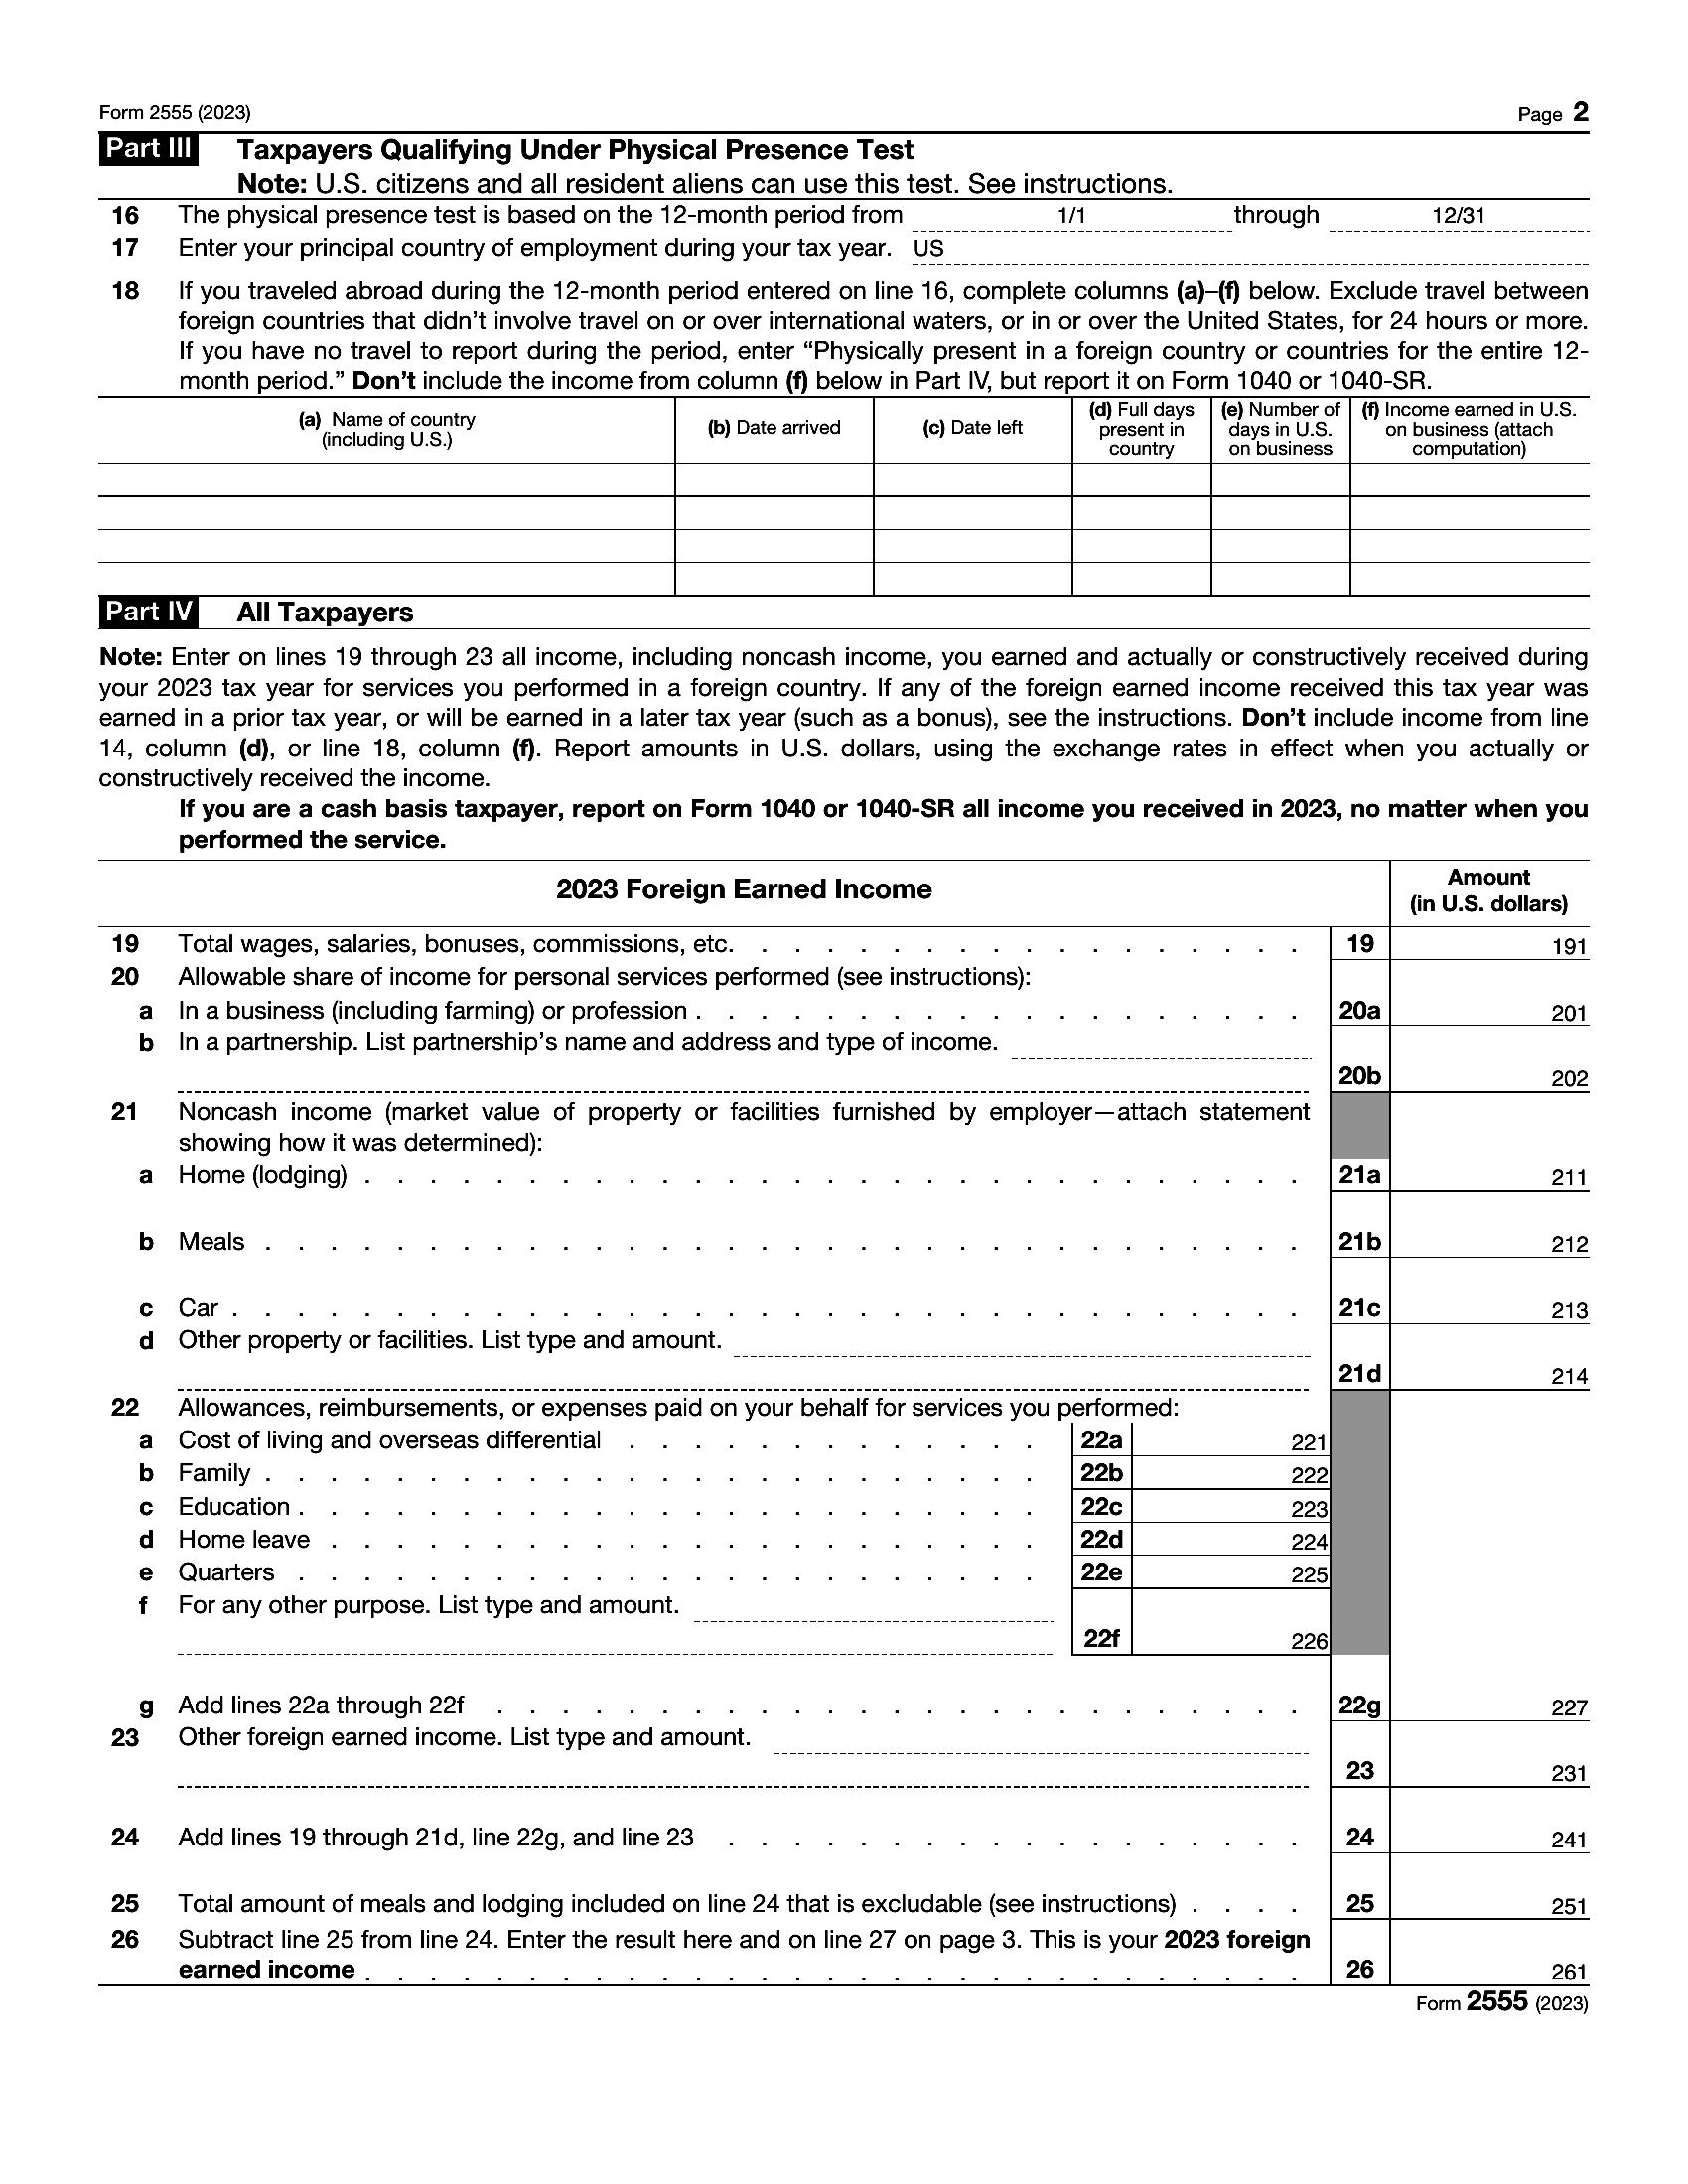 Form 2555 (2023)
Page 2
Part III Taxpayers Qualifying Under Physical Presence Test
Note: U.S. citizens and all resident aliens can use this test. See instructions.
16 The physical presence test is based on the 12-month period from 1/1 through 12/31
17 Enter your principal country of employment during your tax year. US
18 If you traveled abroad during the 12-month period entered on line 16, complete columns (a)–(f) below. Exclude travel between
foreign countries that didn't involve travel on or over international waters, or in or over the United States, for 24 hours or more.
If you have no travel to report during the period, enter “Physically present in a foreign country or countries for the entire 12-
month period.” Don't include the income from column (f) below in Part IV, but report it on Form 1040 or 1040-SR.
(a) Name of country
(including U.S.)
(b) Date arrived
(c) Date left
(d) Full days
present in
country
(e) Number of
days in U.S.
on business
(f) Income earned in U.S.
on business (attach
computation)
Part IV All Taxpayers
Note: Enter on lines 19 through 23 all income, including noncash income, you earned and actually or constructively received during
your 2023 tax year for services you performed in a foreign country. If any of the foreign earned income received this tax year was
earned in a prior tax year, or will be earned in a later tax year (such as a bonus), see the instructions. Don't include income from line
14, column (d), or line 18, column (f). Report amounts in U.S. dollars, using the exchange rates in effect when you actually or
constructively received the income.
If you are a cash basis taxpayer, report on Form 1040 or 1040-SR all income you received in 2023, no matter when you
performed the service.
2023 Foreign Earned Income
Amount
(in U.S. dollars)
19 Total wages, salaries, bonuses, commissions, etc. . . . . . . . . . . . . . . . . . 19 191
20 Allowable share of income for personal services performed (see instructions):
a In a business (including farming) or profession . . . . . . . . . . . . . . . . . . . 20a 201
b In a partnership. List partnership's name and address and type of income.
20b 202
21 Noncash income (market value of property or facilities furnished by employer—attach statement
showing how it was determined):
a Home (lodging) . . . . . . . . . . . . . . . . . . . . . . . . . . . . . 21a 211
b Meals . . . . . . . . . . . . . . . . . . . . . . . . . . . . . . . . 21b 212
c Car . . . . . . . . . . . . . . . . . . . . . . . . . . . . . . . . . 21c 213
d Other property or facilities. List type and amount.
21d 214
22 Allowances, reimbursements, or expenses paid on your behalf for services you performed:
a Cost of living and overseas differential . . . . . . . . . . . . . 22a 221
b Family . . . . . . . . . . . . . . . . . . . . . . . . 22b 222
c Education . . . . . . . . . . . . . . . . . . . . . . . 22c 223
d Home leave . . . . . . . . . . . . . . . . . . . . . . 22d 224
e Quarters . . . . . . . . . . . . . . . . . . . . . . . 22e 225
f For any other purpose. List type and amount.
22f 226
g Add lines 22a through 22f . . . . . . . . . . . . . . . . . . . . . . . . . 22g 227
23 Other foreign earned income. List type and amount.
23 231
24 Add lines 19 through 21d, line 22g, and line 23 . . . . . . . . . . . . . . . . . . 24 241
25 Total amount of meals and lodging included on line 24 that is excludable (see instructions) . . . . 25 251
26 Subtract line 25 from line 24. Enter the result here and on line 27 on page 3. This is your 2023 foreign
earned income . . . . . . . . . . . . . . . . . . . . . . . . . . . . . 26 261
Form 2555 (2023)